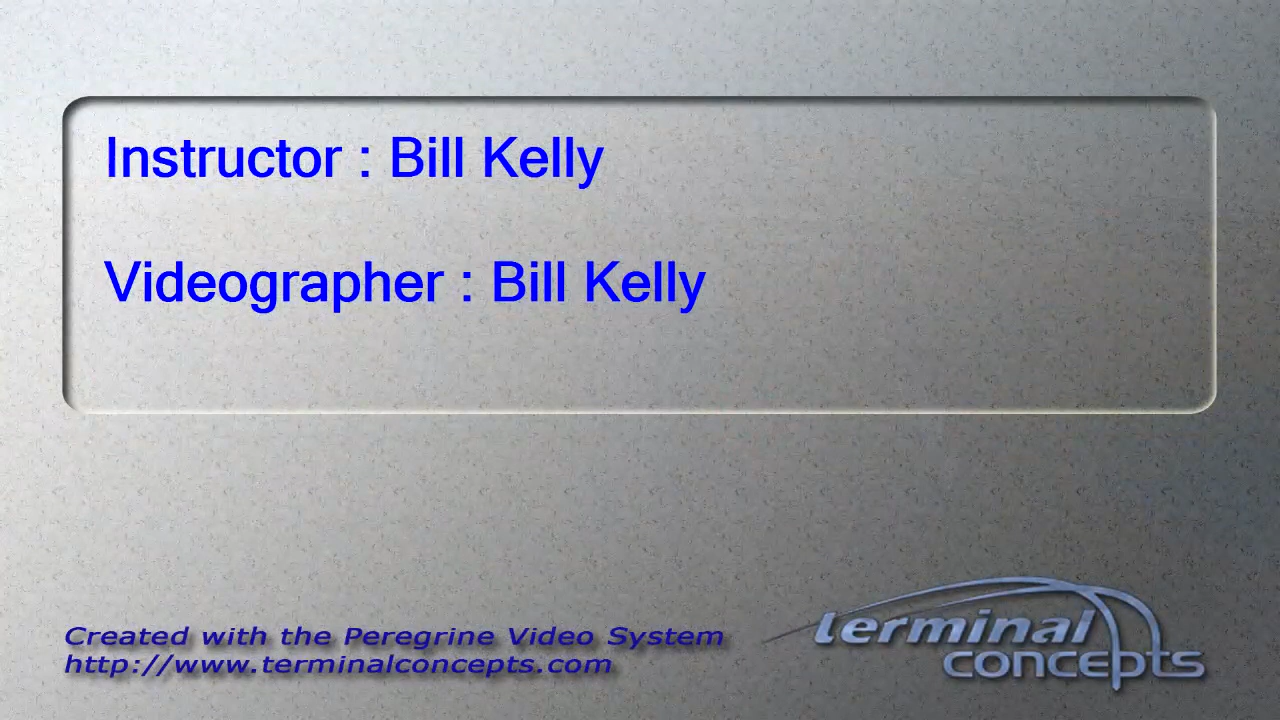 Instructor : Bill Kelly
Videographer : Bill Kelly
Created with the Peregrine Video System
http://www.terminalconcepts.com
terminal
concepts